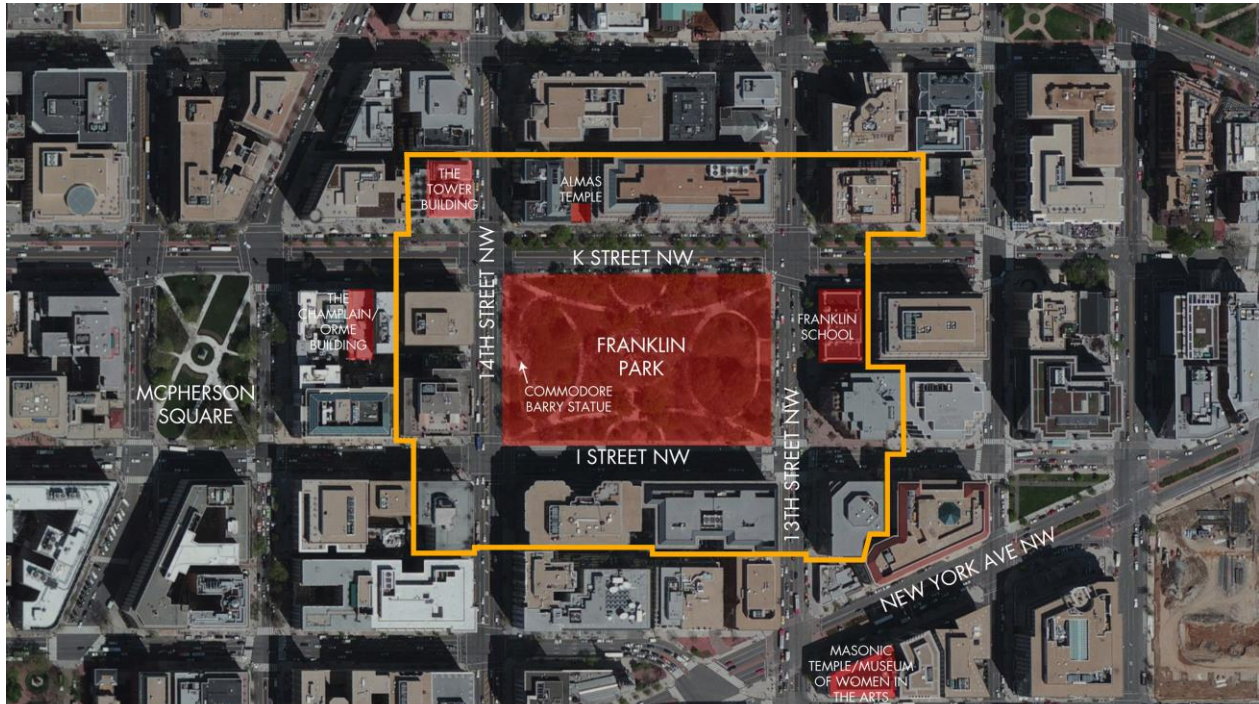 THE
TOWER
BUILDING
ALMAS
TEMPLE
14TH STREET NW
K STREET NW
THE
CHAMPLAIN/
ORME
BUILDING
FRANKLIN
SCHOOL
FRANKLIN
PARK
MCPHERSON
SQUARE
COMMODORE
BARRY STATUE
13TH STREET NW
I STREET NW
NEW YORK AVE NW
MASONIC
TEMPLE/MUSEUM
OF WOMEN IN
THE ARTS